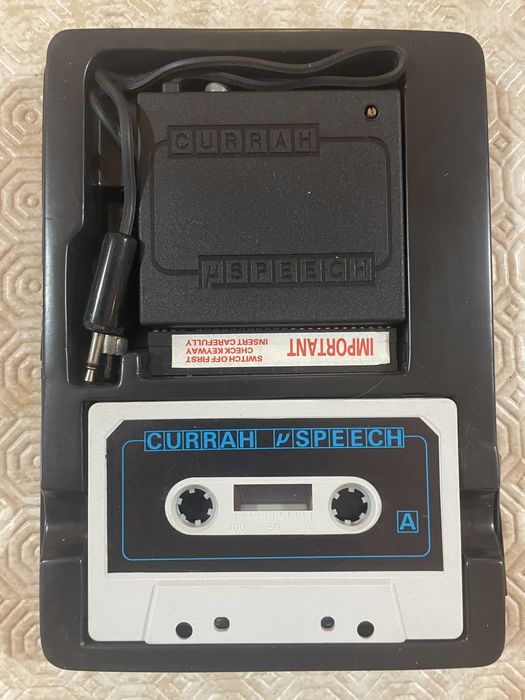 CURRAH
µSPEECH
IMPORTANT
SWITCH OFF FIRST
CHECK KEYWAY
INSERT CAREFULLY
CURRAH µSPEECH
100 50 0
A